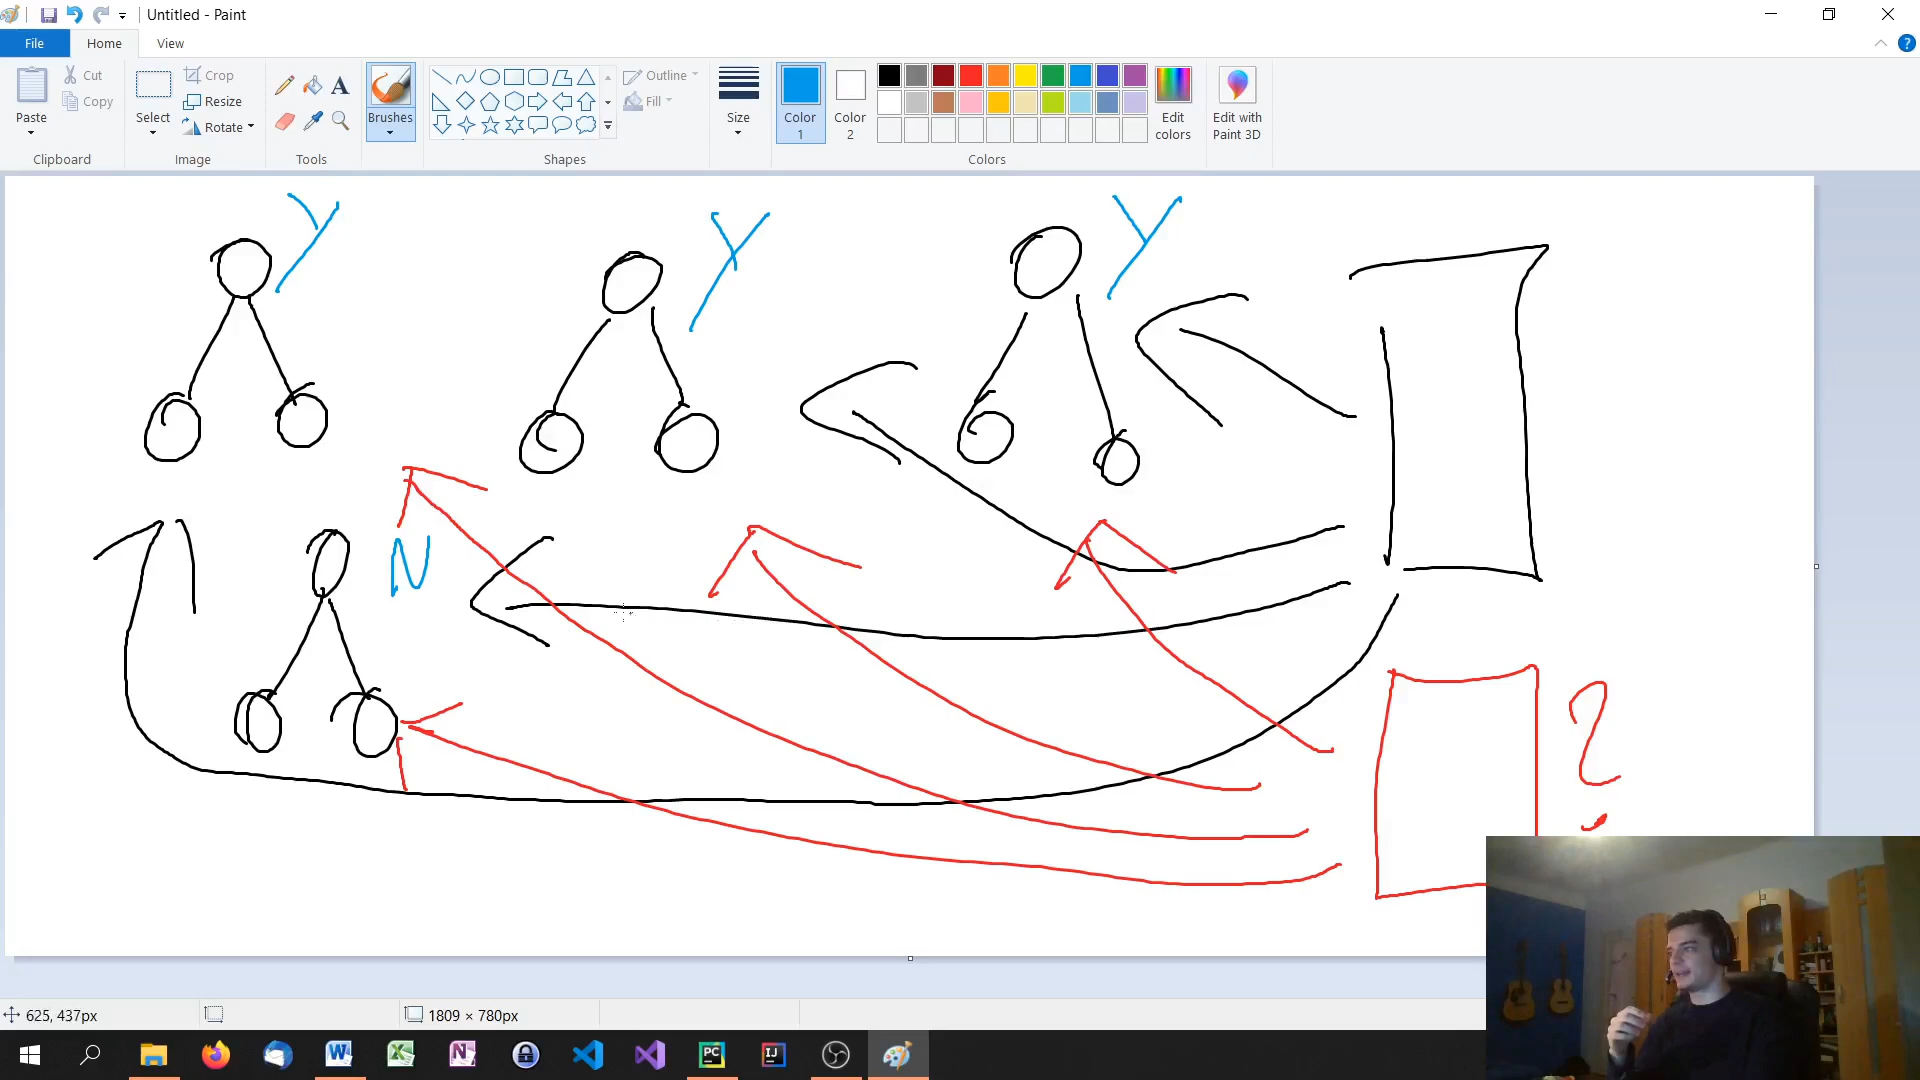 Untitled - Paint
File Home View
Paste
Cut
Copy
Clipboard
Select
Crop
Resize
Rotate
Image
Tools
Brushes
Shapes
Outline
Fill
Size
Color 1
Color 2
Edit colors
Edit with Paint 3D
Colors
Y Y Y
N
?
625, 437px
1809 × 780px